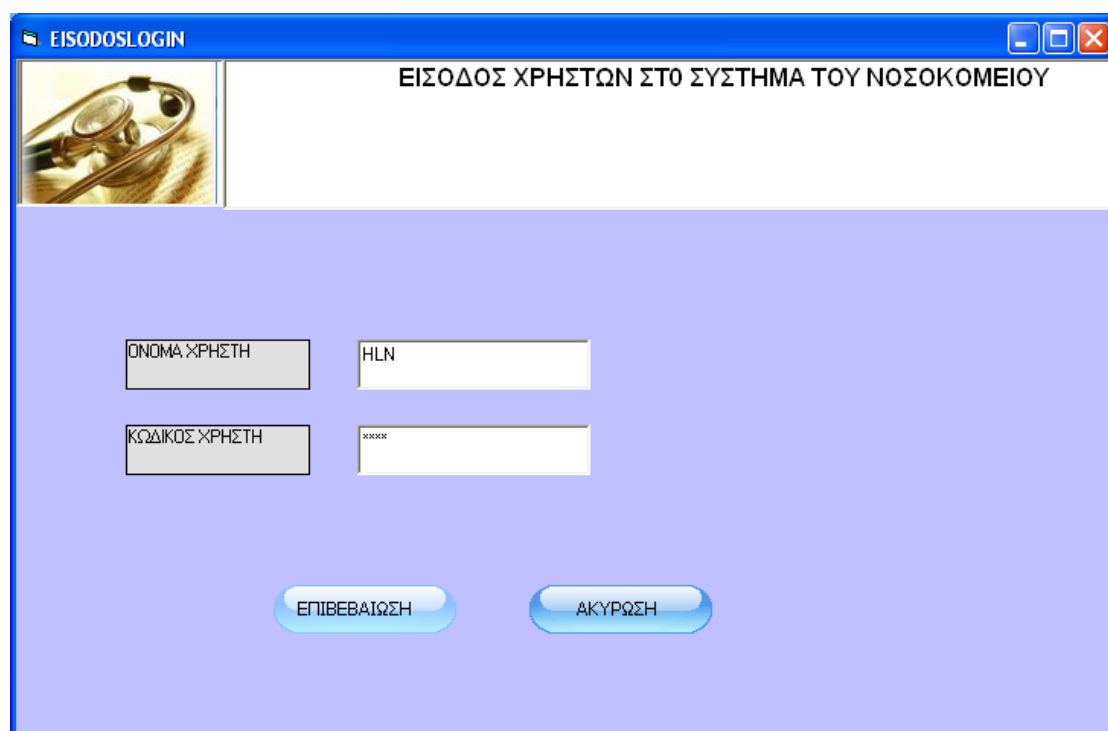 EISODOSLOGIN
ΕΙΣΟΔΟΣ ΧΡΗΣΤΩΝ ΣΤ0 ΣΥΣΤΗΜΑ ΤΟΥ ΝΟΣΟΚΟΜΕΙΟΥ
ΟΝΟΜΑ ΧΡΗΣΤΗ
HLN
ΚΩΔΙΚΟΣ ΧΡΗΣΤΗ
****
ΕΠΙΒΕΒΑΙΩΣΗ
ΑΚΥΡΩΣΗ